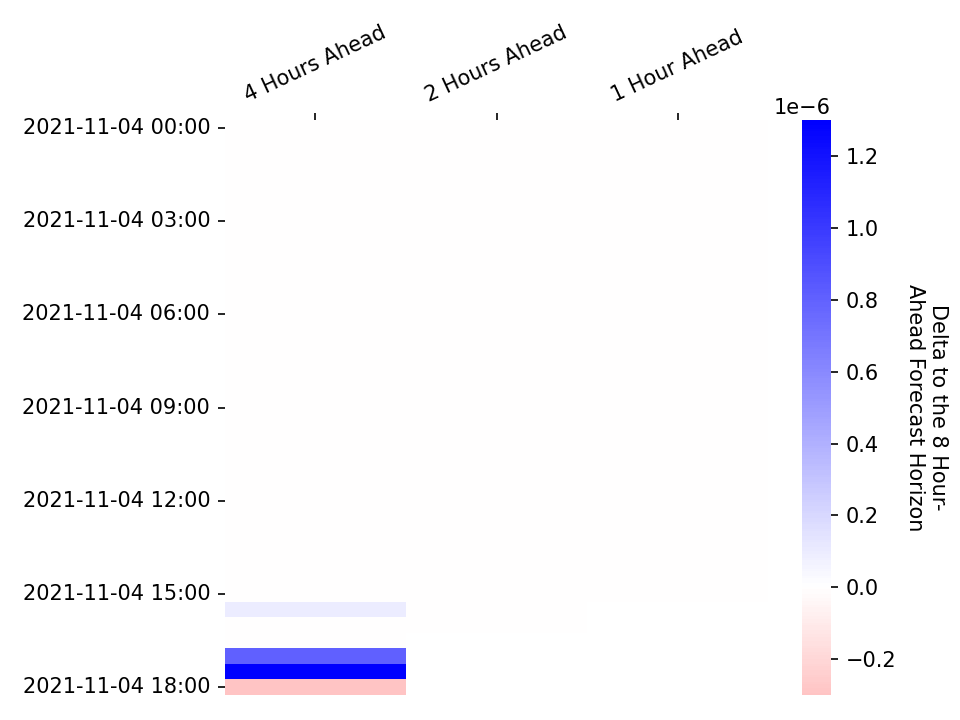 4 Hours Ahead
2 Hours Ahead
1 Hour Ahead
1e−6
2021-11-04 00:00
2021-11-04 03:00
2021-11-04 06:00
2021-11-04 09:00
2021-11-04 12:00
2021-11-04 15:00
2021-11-04 18:00
1.2
1.0
0.8
0.6
0.4
0.2
0.0
−0.2
Delta to the 8 Hour-
Ahead Forecast Horizon